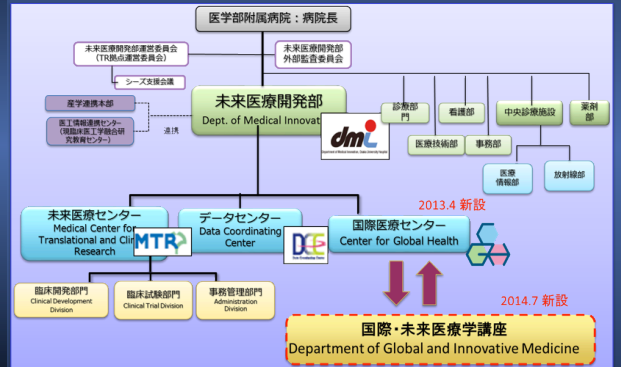 医学部附属病院：病院長
未来医療開発部運営委員会
（TR拠点運営委員会）
未来医療開発部
外部監査委員会
シーズ支援会議
産学連携本部
医工情報連携センター
（現臨床医工学融合研
究教育センター）
連携
未来医療開発部
Dept. of Medical Innovat
dmi
診療部
門
看護部
中央診療施設
薬剤
部
医療技術部
事務部
医療
情報部
放射線部
未来医療センター
Medical Center for
Translational and Clin
Research
MTR
データセンター
Data Coordinating
Center
DCC
国際医療センター
Center for Global Health
2013.4 新設
臨床開発部門
Clinical Development
Division
臨床試験部門
Clinical Trial Division
事務管理部門
Administration
Division
2014.7 新設
国際・未来医療学講座
Department of Global and Innovative Medicine